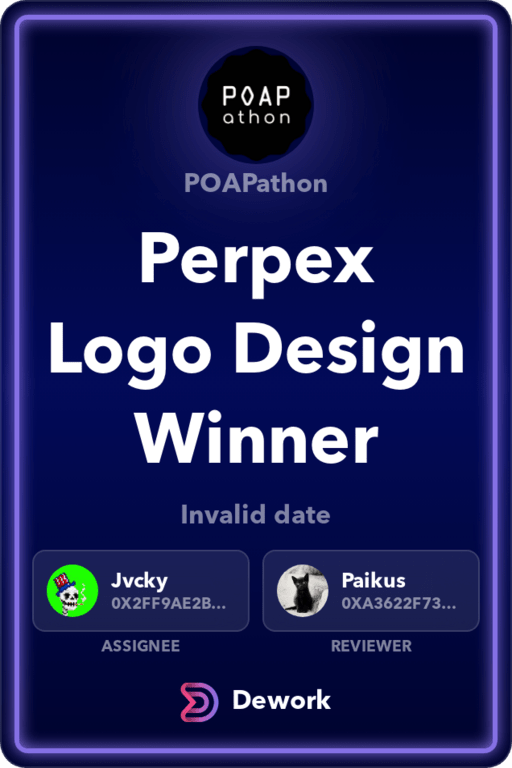 POAP
athon
POAPathon
Perpex
Logo Design
Winner
Invalid date
Jvcky
0X2FF9AE2B...
Paikus
0XA3622F73...
ASSIGNEE
REVIEWER
Dework